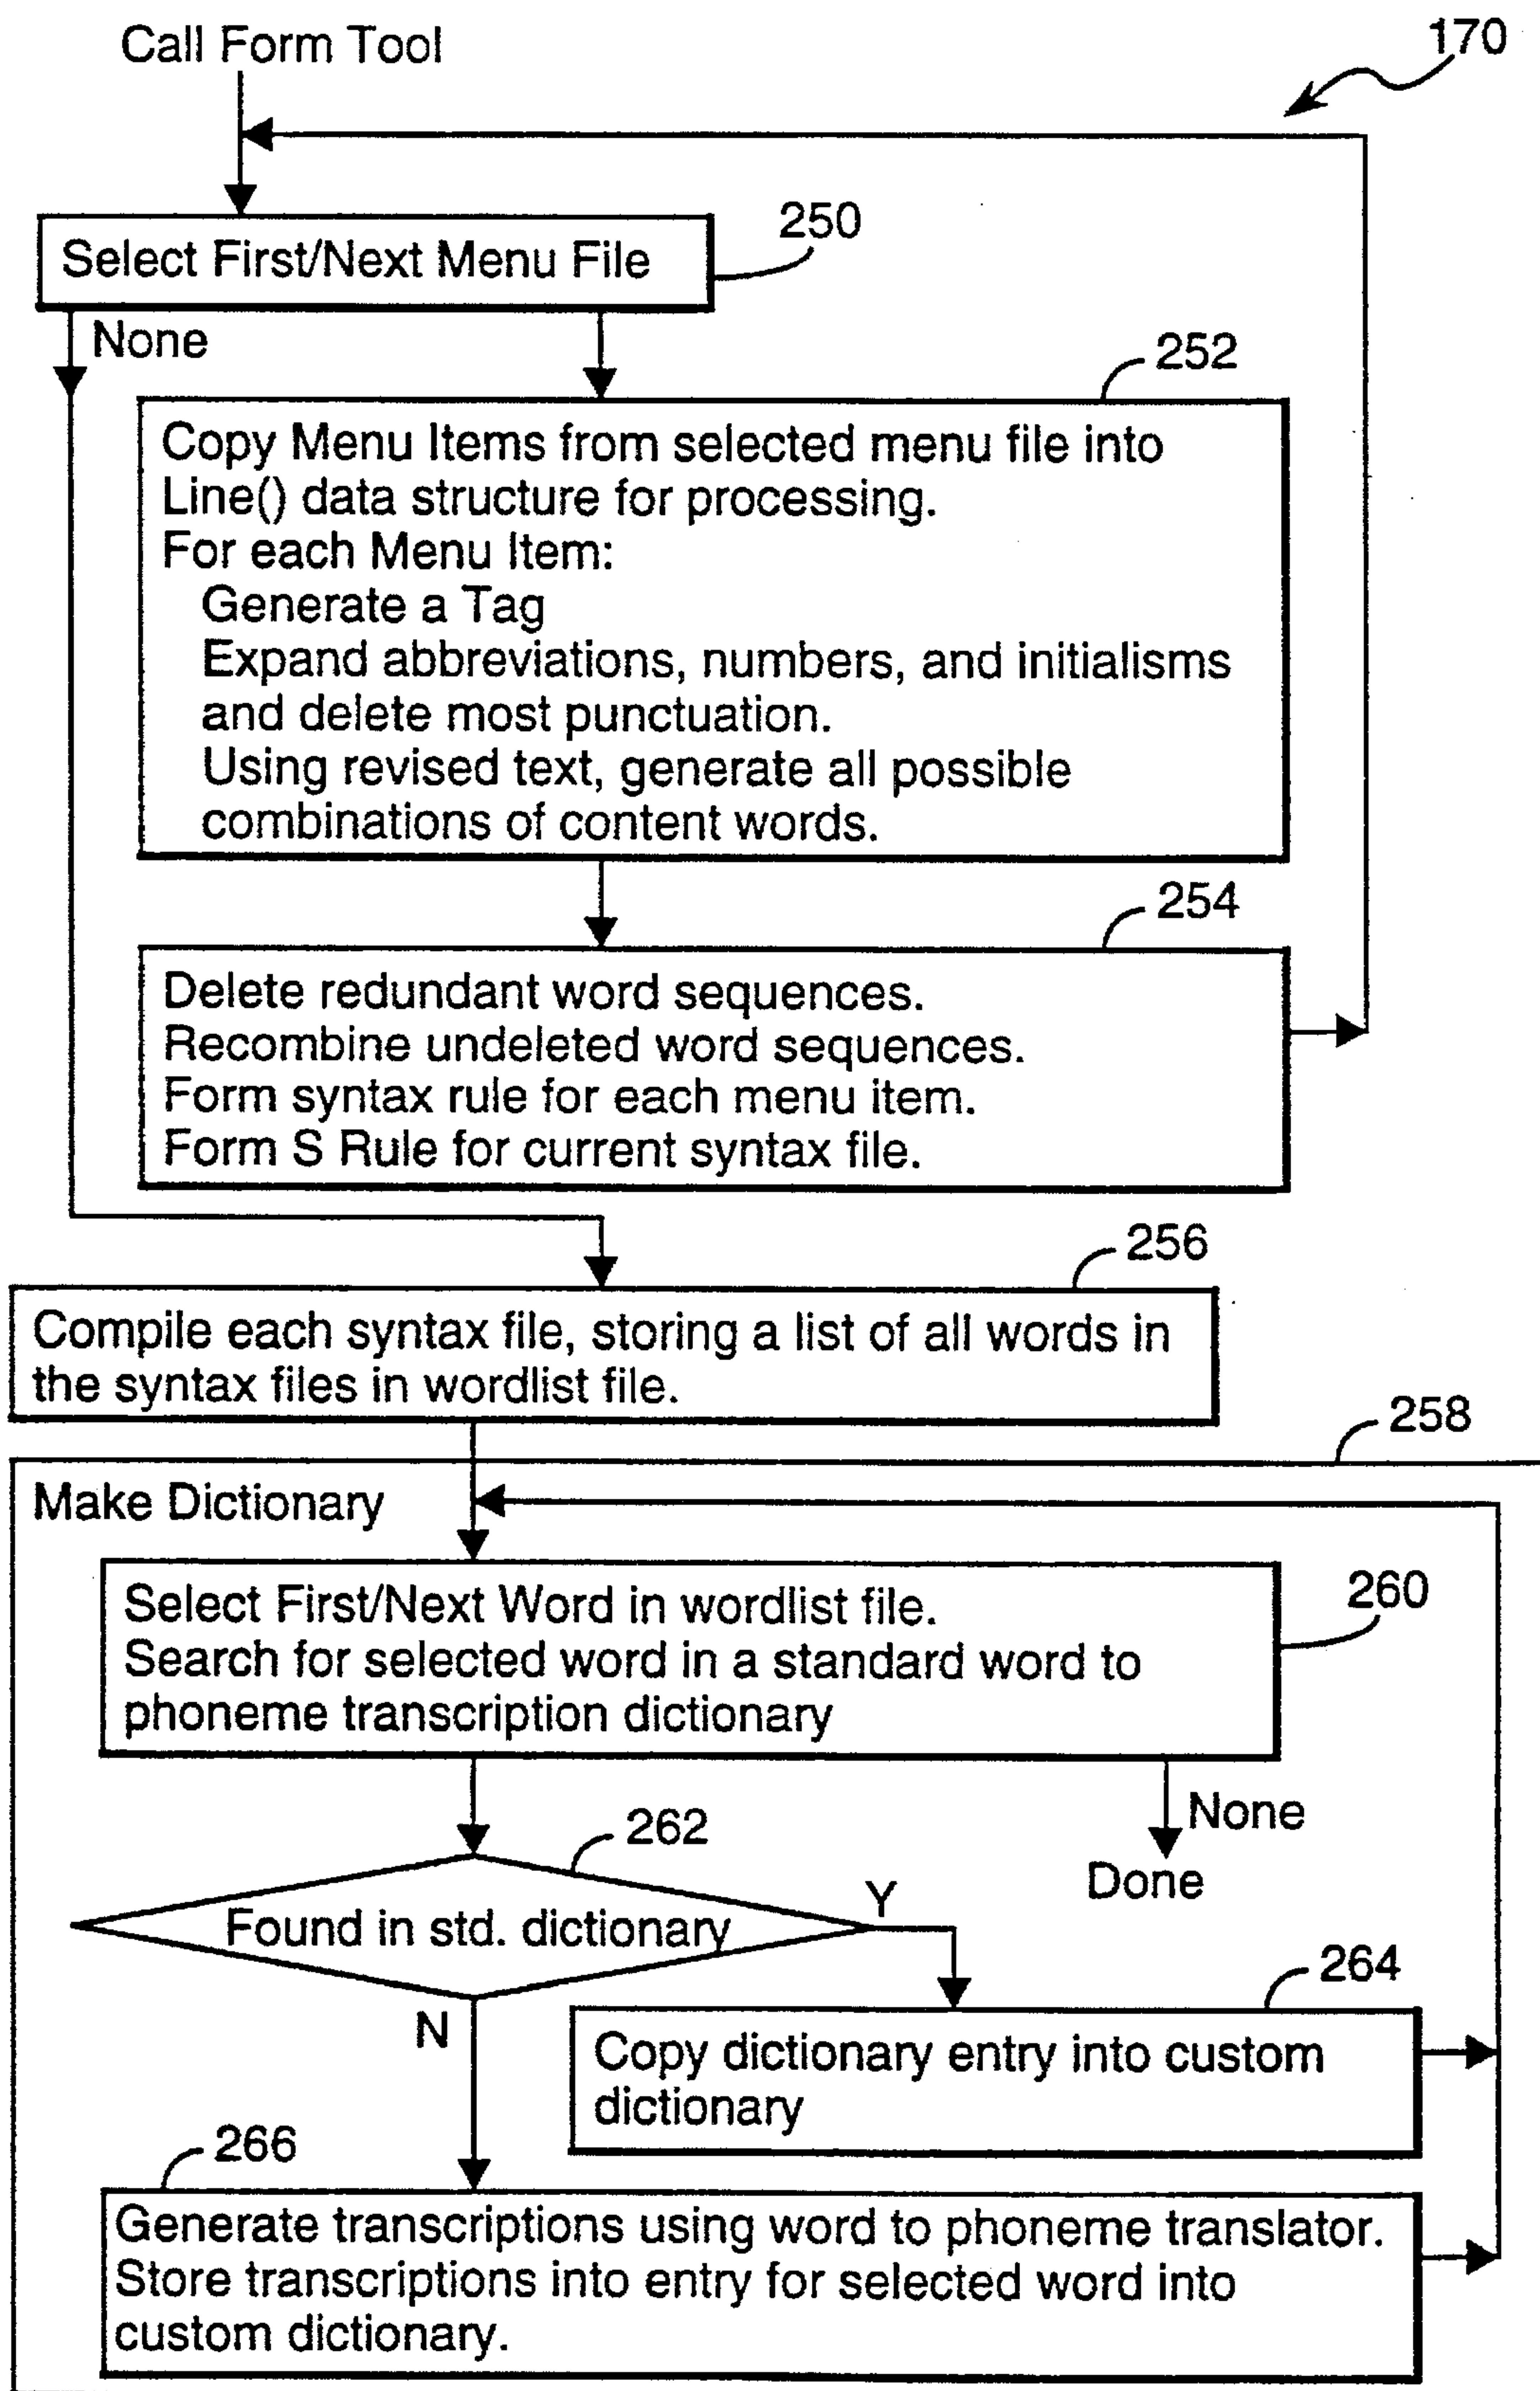 Call Form Tool
170
Select First/Next Menu File
250
None
252
Copy Menu Items from selected menu file into
Line() data structure for processing.
For each Menu Item:
Generate a Tag
Expand abbreviations, numbers, and initialisms
and delete most punctuation.
Using revised text, generate all possible
combinations of content words.
254
Delete redundant word sequences.
Recombine undeleted word sequences.
Form syntax rule for each menu item.
Form S Rule for current syntax file.
256
Compile each syntax file, storing a list of all words in
the syntax files in wordlist file.
258
Make Dictionary
Select First/Next Word in wordlist file.
Search for selected word in a standard word to
phoneme transcription dictionary
260
None
Done
262
Found in std. dictionary
Y
N
264
Copy dictionary entry into custom
dictionary
266
Generate transcriptions using word to phoneme translator.
Store transcriptions into entry for selected word into
custom dictionary.